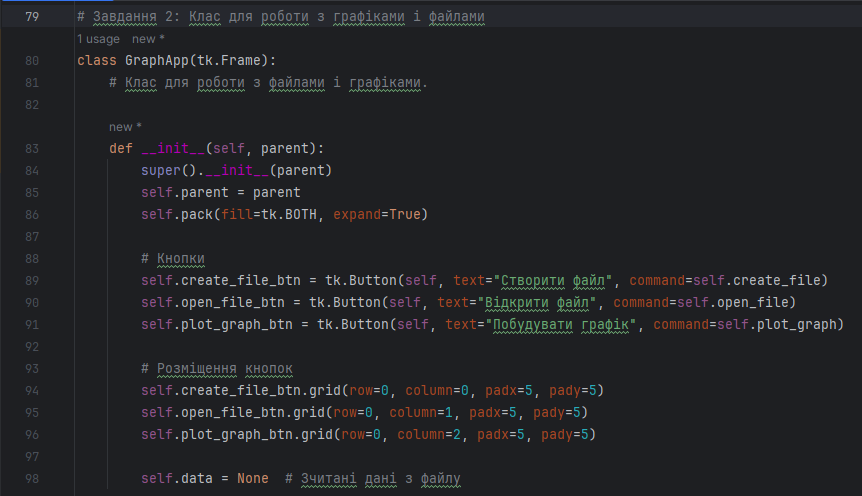 79 # Завдання 2: Клас для роботи з графіками і файлами
1 usage new *
80 class GraphApp(tk.Frame):
81 # Клас для роботи з файлами і графіками.
82
new *
83 def __init__(self, parent):
84 super().__init__(parent)
85 self.parent = parent
86 self.pack(fill=tk.BOTH, expand=True)
87
88 # Кнопки
89 self.create_file_btn = tk.Button(self, text="Створити файл", command=self.create_file)
90 self.open_file_btn = tk.Button(self, text="Відкрити файл", command=self.open_file)
91 self.plot_graph_btn = tk.Button(self, text="Побудувати графік", command=self.plot_graph)
92
93 # Розміщення кнопок
94 self.create_file_btn.grid(row=0, column=0, padx=5, pady=5)
95 self.open_file_btn.grid(row=0, column=1, padx=5, pady=5)
96 self.plot_graph_btn.grid(row=0, column=2, padx=5, pady=5)
97
98 self.data = None # Зчитані дані з файлу